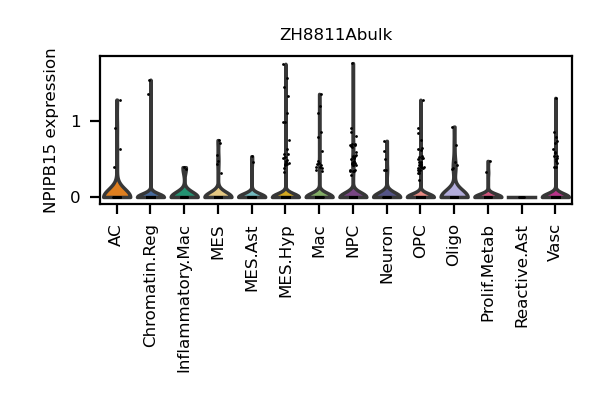 ZH8811Abulk
NPIPB15 expression
1
0
AC
Chromatin.Reg
Inflammatory.Mac
MES
MES.Ast
MES.Hyp
Mac
NPC
Neuron
OPC
Oligo
Prolif.Metab
Reactive.Ast
Vasc